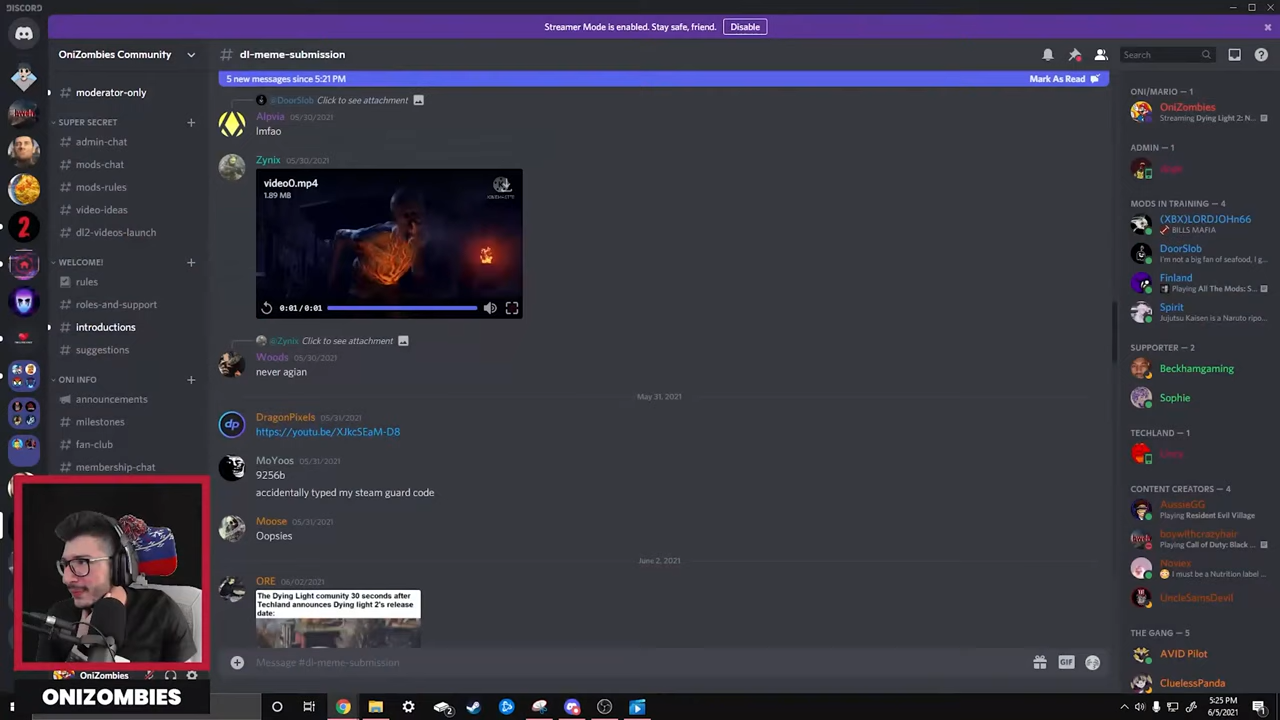 DISCORD
Streamer Mode is enabled. Stay safe, friend.
Disable
OniZombies Community
# dl-meme-submission
Search
5 new messages since 5:21 PM
Mark As Read
moderator-only
SUPER SECRET
# admin-chat
# mods-chat
# mods-rules
# video-ideas
# dl2-videos-launch
WELCOME!
rules
# roles-and-support
# introductions
# suggestions
ONI INFO
announcements
# milestones
# fan-club
# membership-chat
OniZombies
ONIZOMBIES
@DoorSlob Click to see attachment
Alpvia 05/30/2021
lmfao
Zynix 05/30/2021
video0.mp4
1.89 MB
0:01/0:01
@Zynix Click to see attachment
Woods 05/30/2021
never agian
May 31, 2021
DragonPixels 05/31/2021
https://youtu.be/XJkcSEaM-D8
dp
MoYoos 05/31/2021
9256b
accidentally typed my steam guard code
Moose 05/31/2021
Oopsies
June 2, 2021
ORE 06/02/2021
The Dying Light comunity 30 seconds after
Techland announces Dying light 2's release
date:
Message #dl-meme-submission
GIF
ONI/MARIO — 1
OniZombies
Streaming Dying Light 2: N...
ADMIN — 1
MODS IN TRAINING — 4
(XBX)LORDJOHn66
BILLS MAFIA
DoorSlob
I'm not a big fan of seafood, I g...
Finland
Playing All The Mods: S...
Spirit
Jujutsu Kaisen is a Naruto ripo...
SUPPORTER — 2
Beckhamgaming
Sophie
TECHLAND — 1
CONTENT CREATORS — 4
AussieGG
Playing Resident Evil Village
boywithcrazyhair
Playing Call of Duty: Black ...
Noviex
I must be a Nutrition label ...
UncleSamsDevil
THE GANG — 5
AVID Pilot
CluelessPanda
5:25 PM
6/5/2021